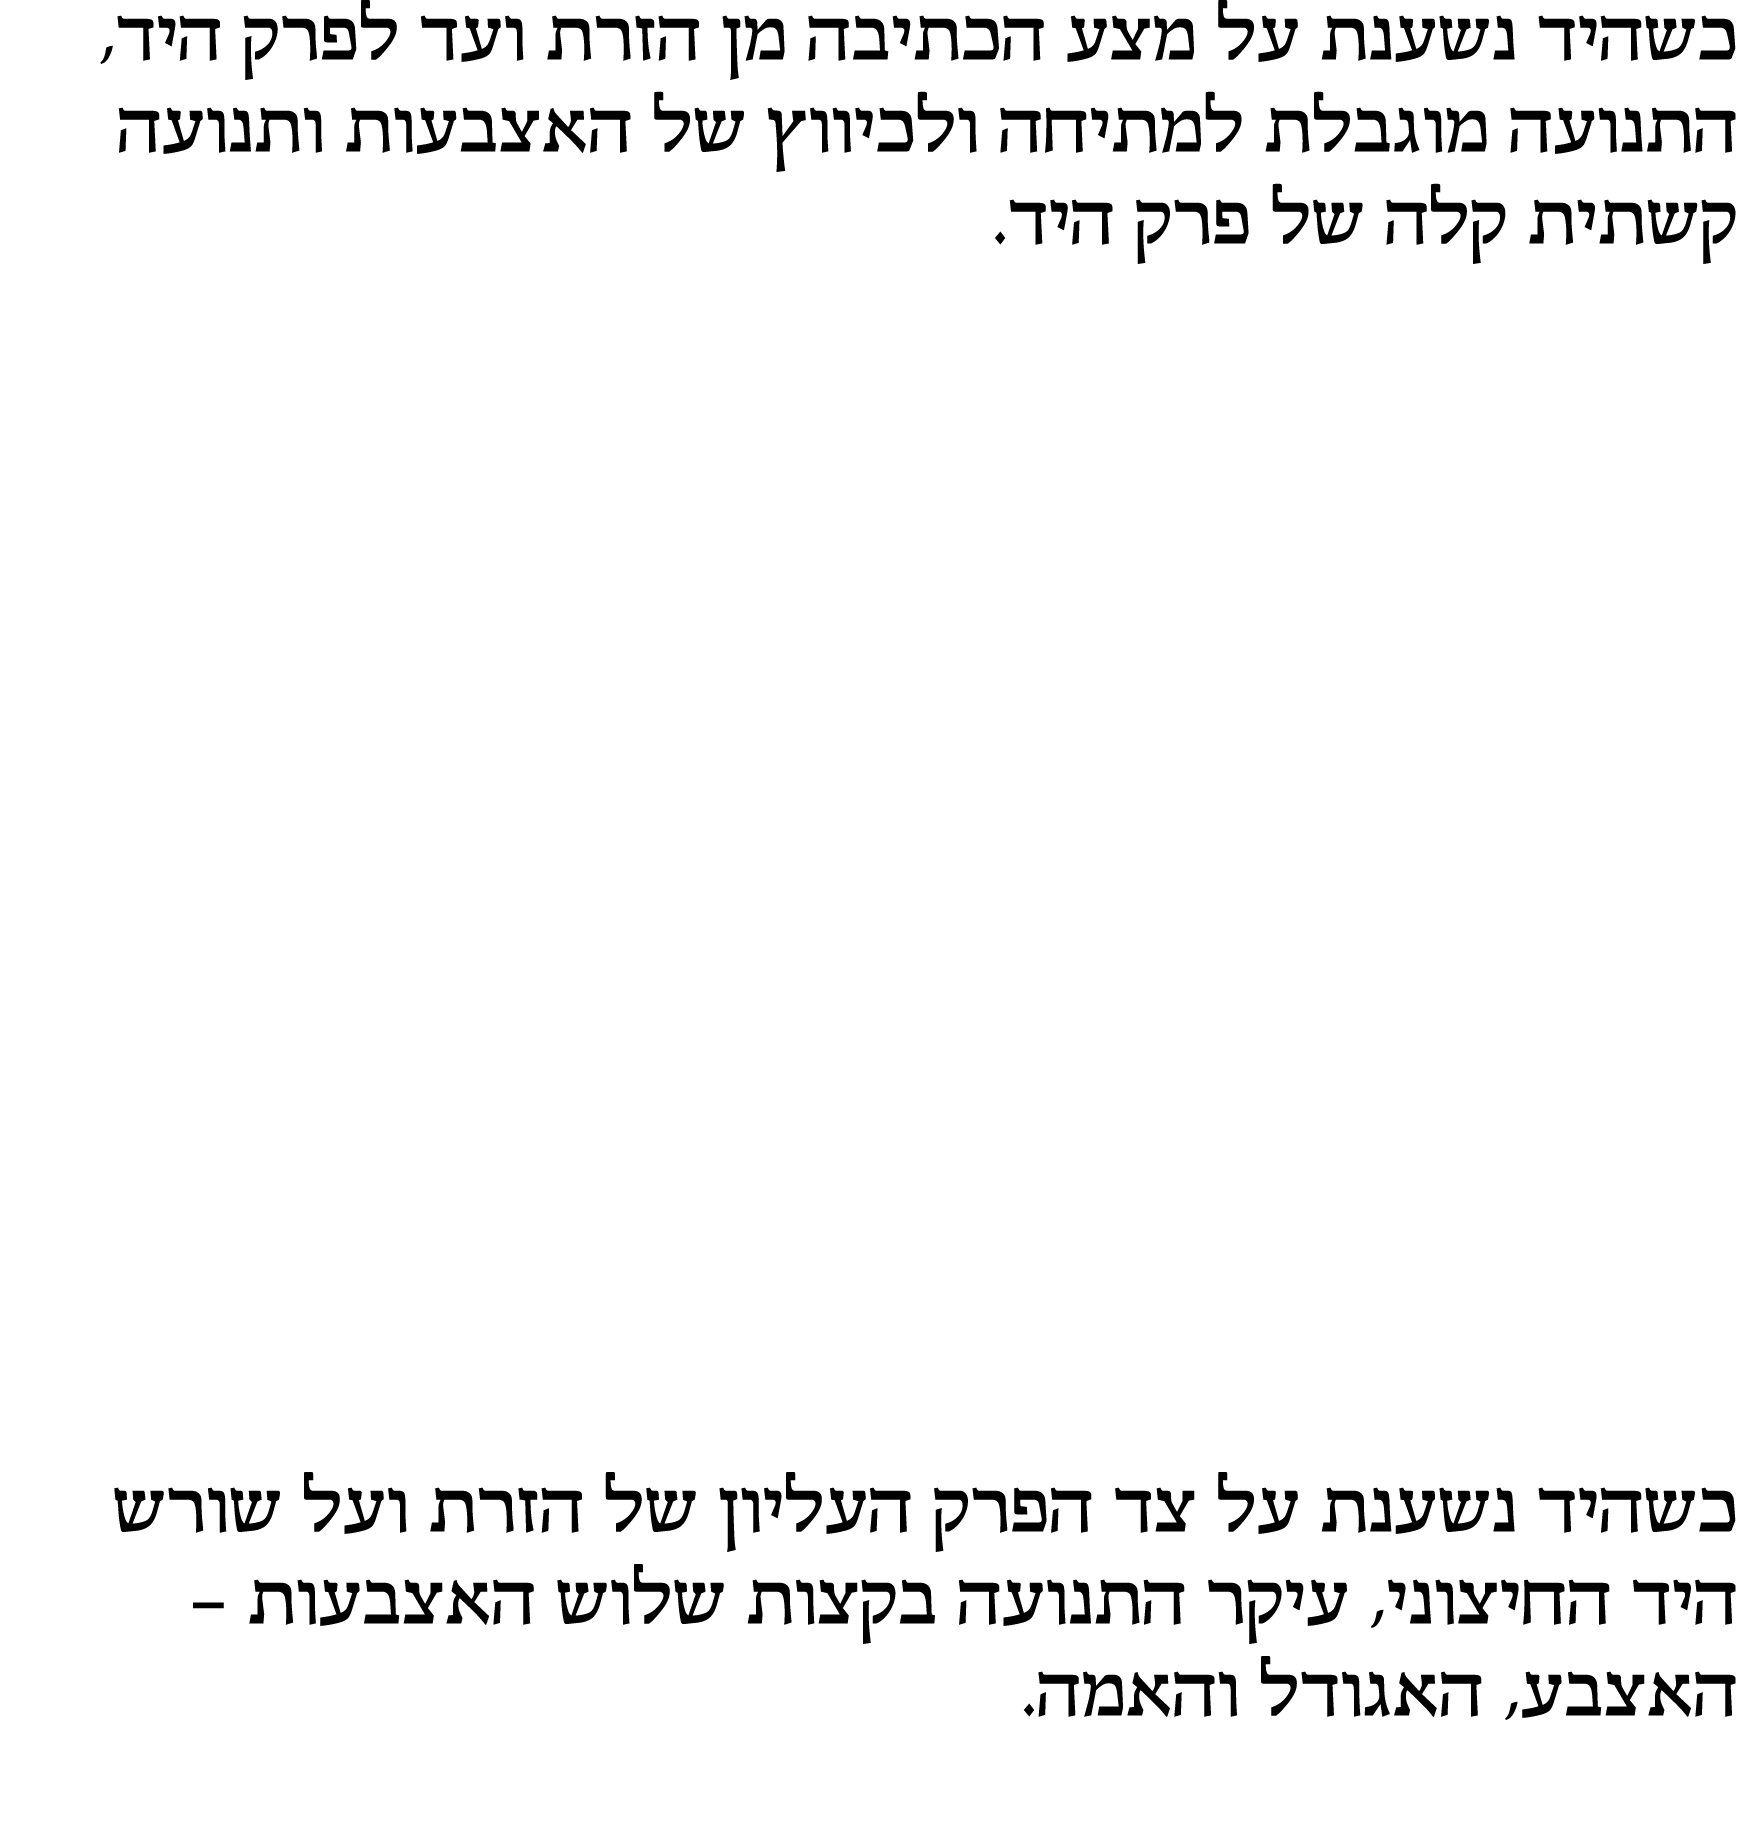 כשהיד נשענת על מצע הכתיבה מן הזרת ועד לפרק היד,
התנועה מוגבלת למתיחה ולכיווץ של האצבעות ותנועה
קשתית קלה של פרק היד.
כשהיד נשענת על צד הפרק העליון של הזרת ועל שורש
היד החיצוני, עיקר התנועה בקצות שלוש האצבעות –
האצבע, האגודל והאמה.